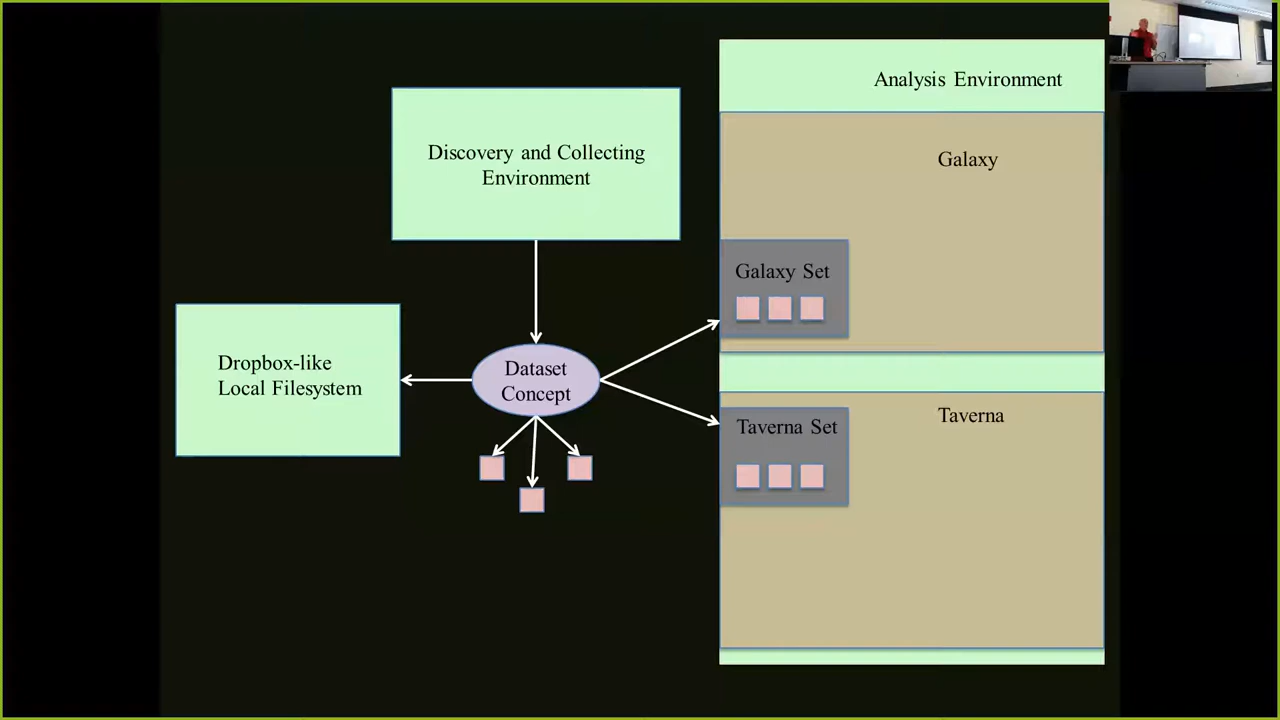 Analysis Environment
Discovery and Collecting
Environment
Galaxy
Galaxy Set
Dropbox-like
Local Filesystem
Dataset
Concept
Taverna
Taverna Set